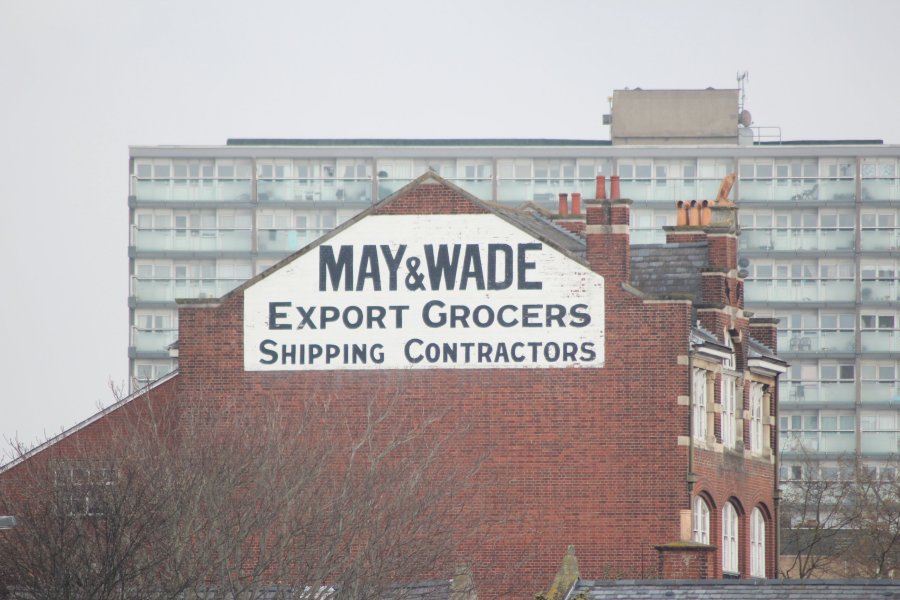 MAY & WADE
EXPORT GROCERS
SHIPPING CONTRACTORS